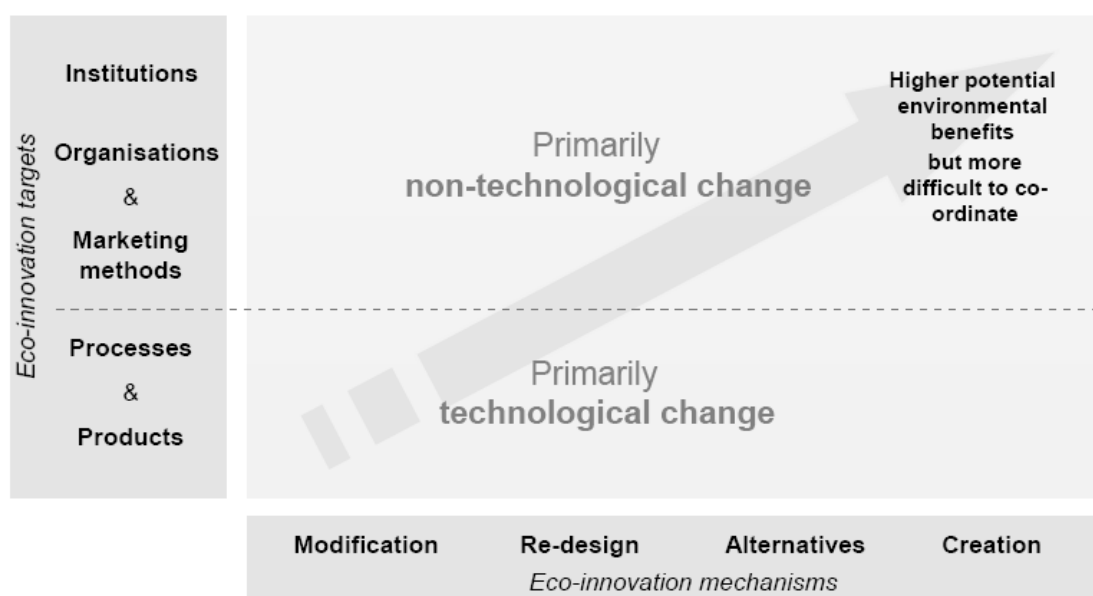 Eco-innovation targets
Institutions
Organisations
&
Marketing
methods
Processes
&
Products
Primarily
non-technological change
Higher potential
environmental
benefits
but more
difficult to co-
ordinate
Primarily
technological change
Modification Re-design Alternatives Creation
Eco-innovation mechanisms